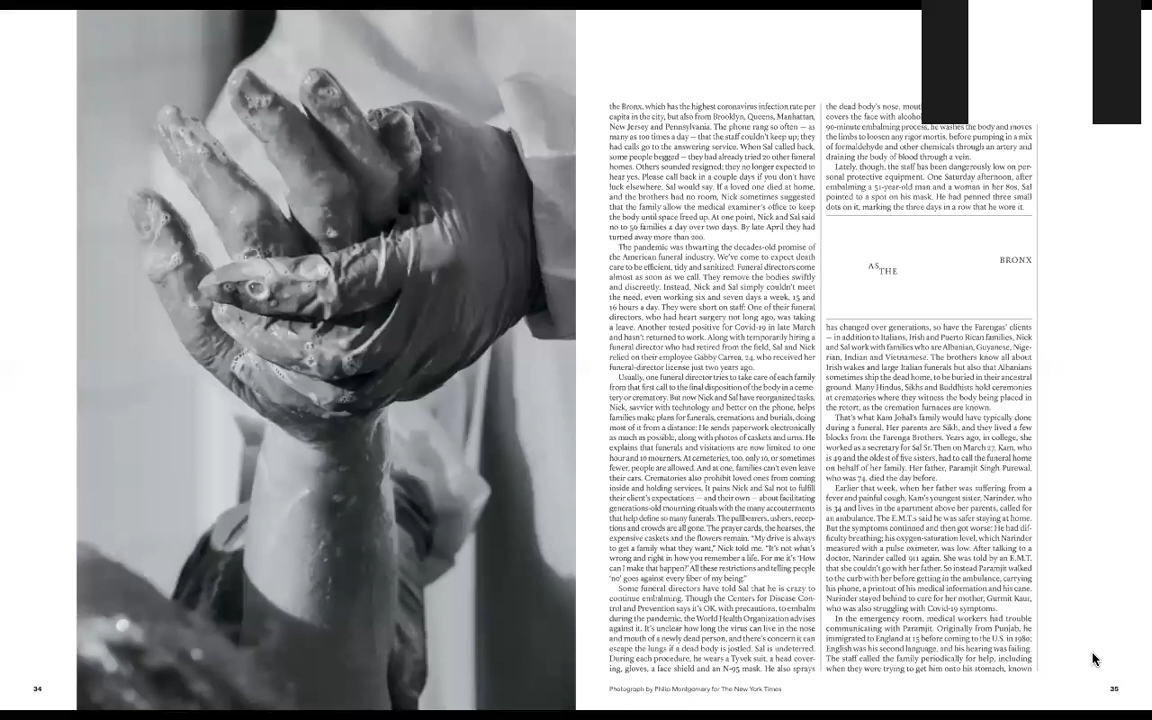 the Bronx, which has the highest coronavirus infection rate per
capita in the city, but also from Brooklyn, Queens, Manhattan,
New Jersey and Pennsylvania. The phone rang so often — as
many as 100 times a day — that the staff couldn't keep up; they
had calls go to the answering service. When Sal called back,
some people begged — they had already tried 20 other funeral
homes. Others sounded resigned; they no longer expected to
hear yes. Please call back in a couple days if you don't have
luck elsewhere, Sal would say. If a loved one died at home,
and the brothers had no room, Nick sometimes suggested
that the family allow the medical examiner's office to keep
the body until space freed up. At one point, Nick and Sal said
no to 50 families a day over two days. By late April they had
turned away more than 200.
The pandemic was thwarting the decades-old promise of
the American funeral industry. We've come to expect death
care to be efficient, tidy and sanitized. Funeral directors come
almost as soon as we call. They remove the bodies swiftly
and discreetly. Instead, Nick and Sal simply couldn't meet
the need, even working six and seven days a week, 15 and
16 hours a day. They were short on staff: One of their funeral
directors, who had heart surgery not long ago, was taking
a leave. Another tested positive for Covid-19 in late March
and hasn't returned to work. Along with temporarily hiring a
funeral director who had retired from the field, Sal and Nick
relied on their employee Gabby Carrea, 24, who received her
funeral-director license just two years ago.
Usually, one funeral director tries to take care of each family
from that first call to the final disposition of the body in a ceme-
tery or crematory. But now Nick and Sal have reorganized tasks.
Nick, savvier with technology and better on the phone, helps
families make plans for funerals, cremations and burials, doing
most of it from a distance: He sends paperwork electronically
as much as possible, along with photos of caskets and urns. He
explains that funerals and visitations are now limited to one
hour and 10 mourners. At cemeteries, too, only 10, or sometimes
fewer, people are allowed. And at one, families can't even leave
their cars. Crematories also prohibit loved ones from coming
inside and holding services. It pains Nick and Sal not to fulfill
their client's expectations — and their own — about facilitating
generations-old mourning rituals with the many accouterments
that help define so many funerals. The pallbearers, ushers, recep-
tions and crowds are all gone. The prayer cards, the hearses, the
expensive caskets and the flowers remain. "My drive is always
to get a family what they want," Nick told me. "It's not what's
wrong and right in how you remember a life. For me it's 'How
can I make that happen?' All these restrictions and telling people
'no' goes against every fiber of my being."
Some funeral directors have told Sal that he is crazy to
continue embalming. Though the Centers for Disease Con-
trol and Prevention says it's OK, with precautions, to embalm
during the pandemic, the World Health Organization advises
against it. It's unclear how long the virus can live in the nose
and mouth of a newly dead person, and there's concern it can
escape the lungs if a dead body is jostled. Sal is undeterred.
During each procedure, he wears a Tyvek suit, a head cover-
ing, gloves, a face shield and an N-95 mask. He also sprays
the dead body's nose,
covers the face with
90-minute embalming process, he washes the body and moves
the limbs to loosen any rigor mortis, before pumping in a mix
of formaldehyde and other chemicals through an artery and
draining the body of blood through a vein.
Lately, though, the staff has been dangerously low on per-
sonal protective equipment. One Saturday afternoon, after
embalming a 51-year-old man and a woman in her 80s, Sal
pointed to a spot on his mask. He had penned three small
dots on it, marking the three days in a row that he wore it.
AS THE BRONX
has changed over generations, so have the Farengas' clients
— in addition to Italians, Irish and Puerto Rican families, Nick
and Sal work with families who are Albanian, Guyanese, Nige-
rian, Indian and Vietnamese. The brothers know all about
Irish wakes and large Italian funerals but also that Albanians
sometimes ship the dead home, to be buried in their ancestral
ground. Many Hindus, Sikhs and Buddhists hold ceremonies
at crematories where they witness the body being placed in
the retort, as the cremation furnaces are known.
That's what Kam Johal's family would have typically done
during a funeral. Her parents are Sikh, and they lived a few
blocks from the Farenga Brothers. Years ago, in college, she
worked as a secretary for Sal Sr. Then on March 27, Kam, who
is 49 and the oldest of five sisters, had to call the funeral home
on behalf of her family. Her father, Paramjit Singh Purewal,
who was 74, died the day before.
Earlier that week, when her father was suffering from a
fever and painful cough, Kam's youngest sister, Narinder, who
is 34 and lives in the apartment above her parents, called for
an ambulance. The E.M.T.s said he was safer staying at home.
But the symptoms continued and then got worse: He had dif-
ficulty breathing; his oxygen-saturation level, which Narinder
measured with a pulse oximeter, was low. After talking to a
doctor, Narinder called 911 again. She was told by an E.M.T.
that she couldn't go with her father. So instead Paramjit walked
to the curb with her before getting in the ambulance, carrying
his phone, a printout of his medical information and his cane.
Narinder stayed behind to care for her mother, Gurmit Kaur,
who was also struggling with Covid-19 symptoms.
In the emergency room, medical workers had trouble
communicating with Paramjit. Originally from Punjab, he
immigrated to England at 15 before coming to the U.S. in 1980;
English was his second language, and his hearing was failing.
The staff called the family periodically for help, including
when they were trying to get him onto his stomach, known
34
Photograph by Philip Montgomery for The New York Times
35